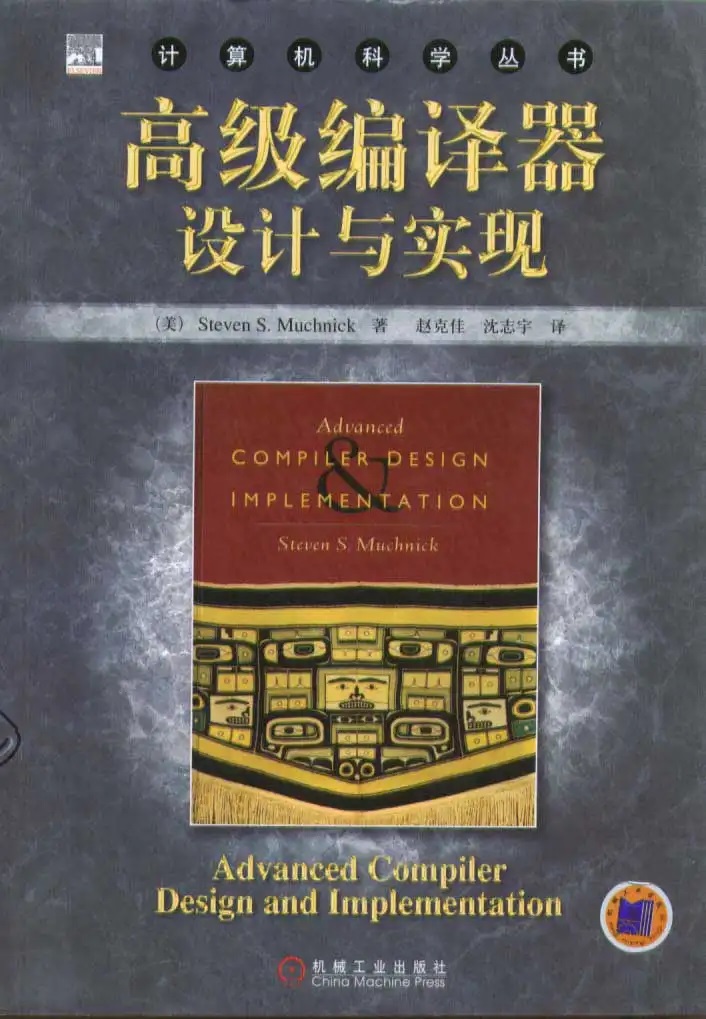 计算机科学丛书
高级编译器
设计与实现
（美） Steven S. Muchnick 著 赵克佳 沈志宇 译
Advanced
COMPILER DESIGN
&
IMPLEMENTATION
Steven S. Muchnick
Advanced Compiler
Design and Implementation
机械工业出版社
China Machine Press